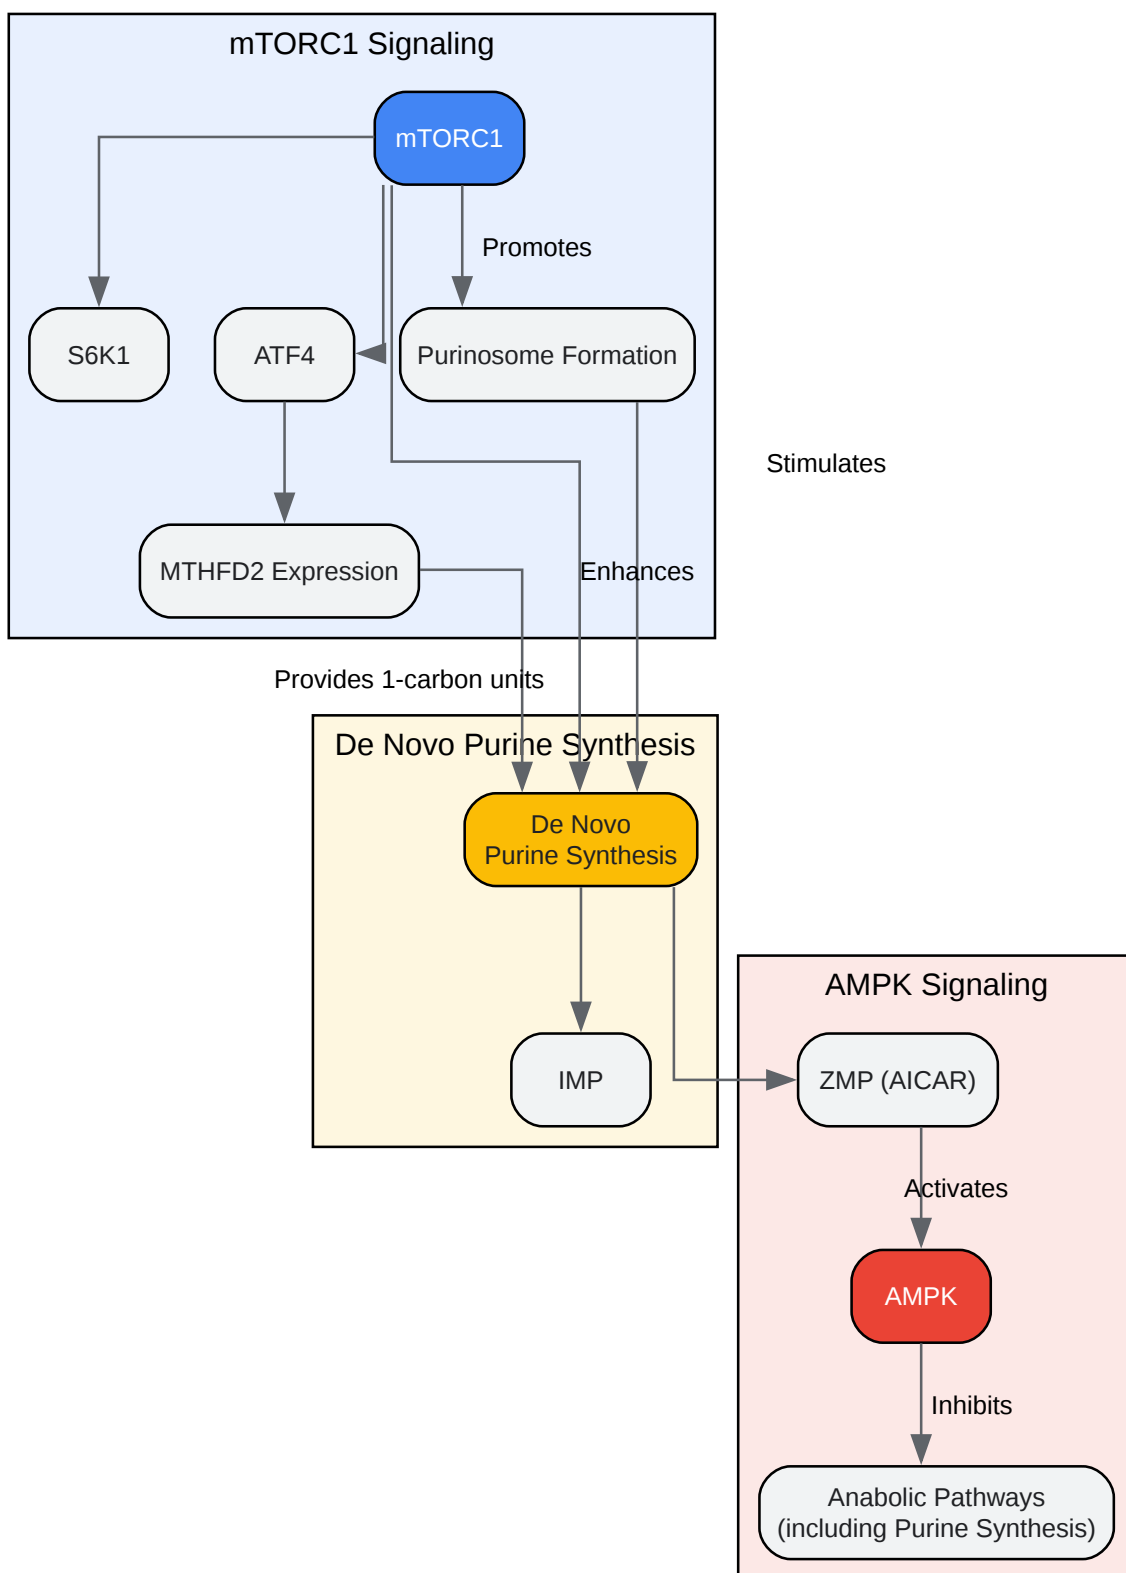 mTORC1 Signaling
mTORC1
Promotes
S6K1
ATF4
Purinosome Formation
Stimulates
MTHFD2 Expression
Enhances
Provides 1-carbon units
De Novo Purine Synthesis
De Novo
Purine Synthesis
AMPK Signaling
IMP
ZMP (AICAR)
Activates
AMPK
Inhibits
Anabolic Pathways
(including Purine Synthesis)